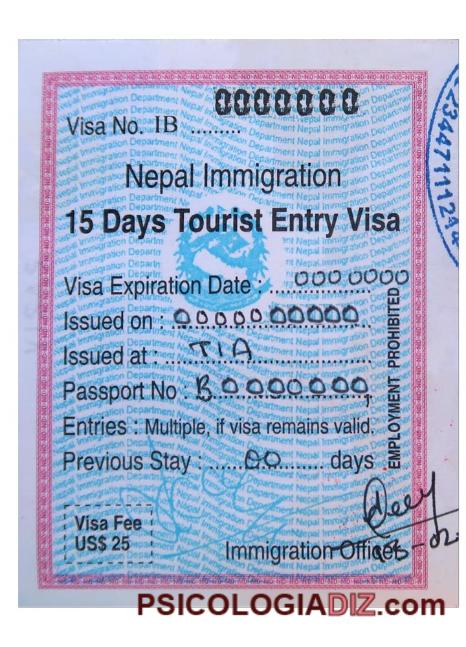 0000000
Visa No. IB .........
Nepal Immigration
15 Days Tourist Entry Visa
Visa Expiration Date : 000 0000
Issued on : 00000 00000
Issued at : TIA
Passport No : B 0 000000
Entries : Multiple, if visa remains valid.
Previous Stay : 00 days
EMPLOYMENT PROHIBITED
Visa Fee
US$ 25
Immigration Officer
PSICOLOGIADIZ.com